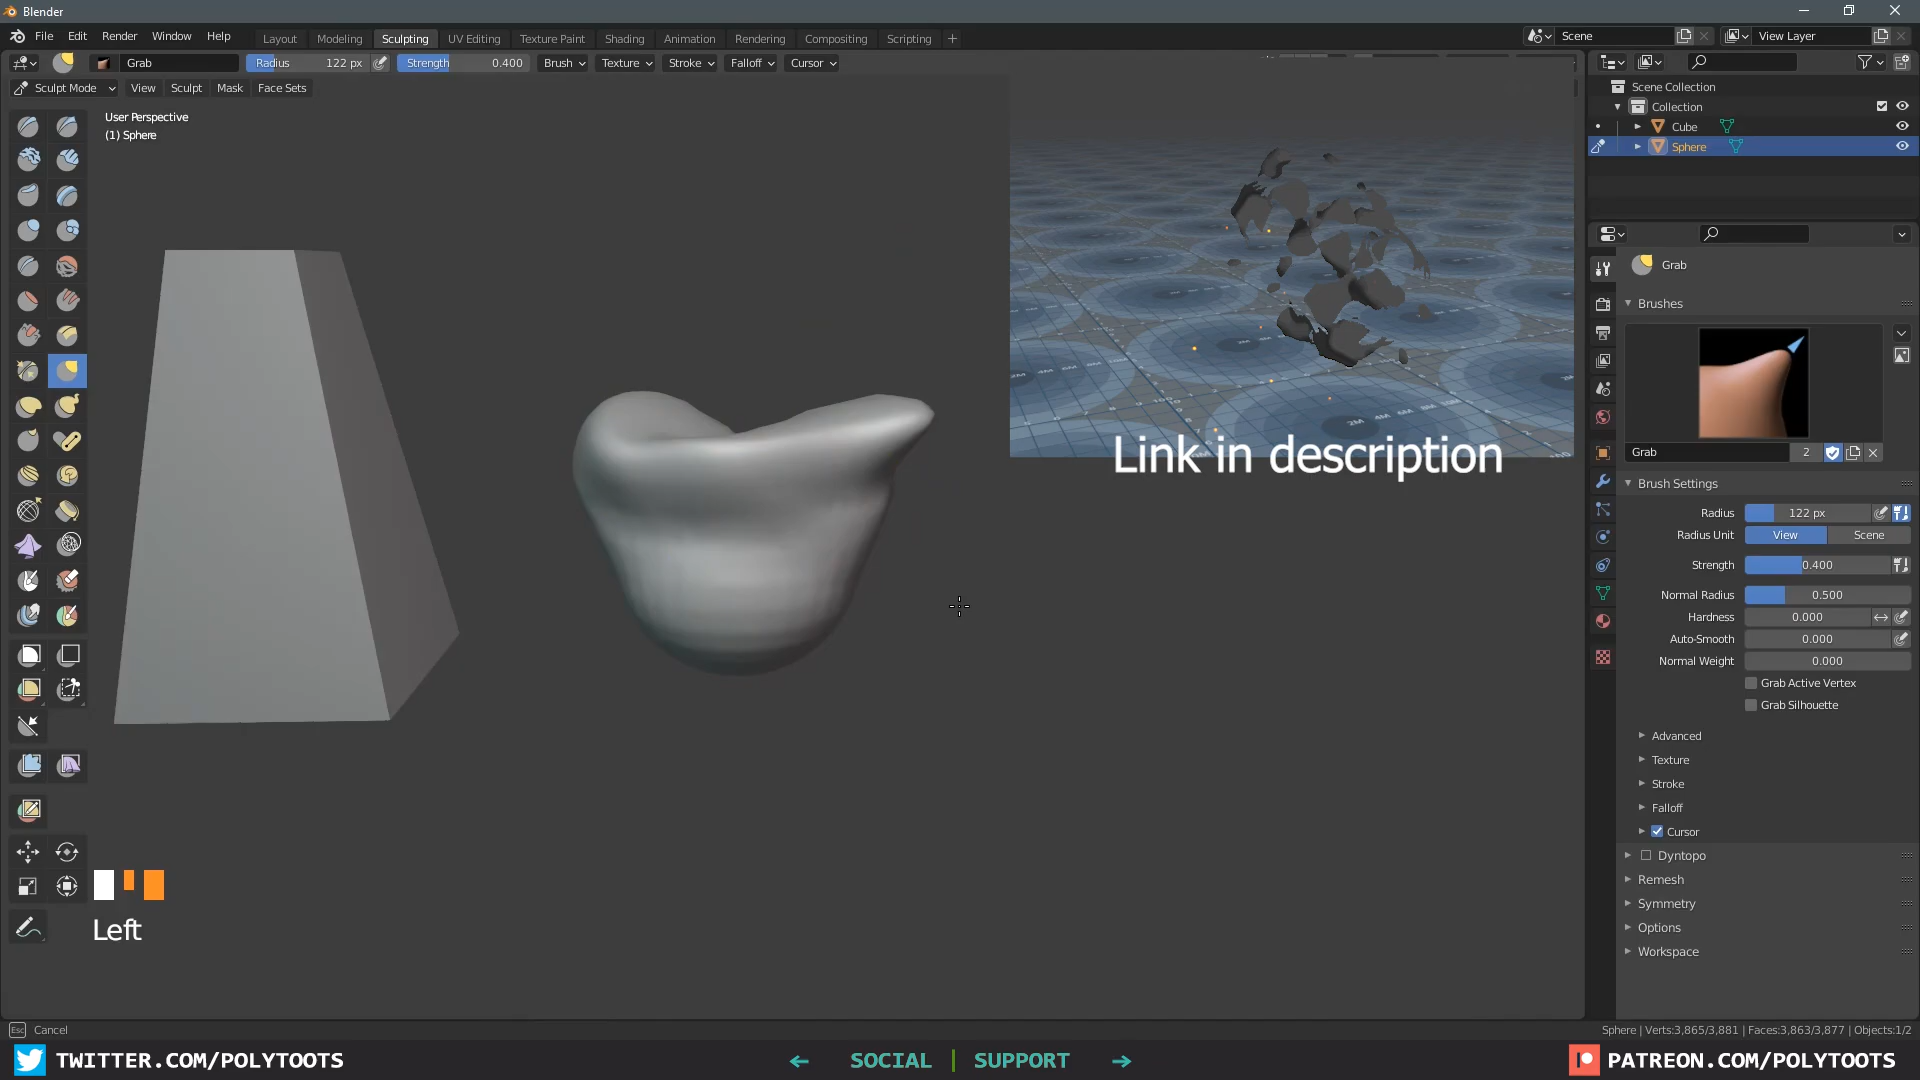 Blender
File Edit Render Window Help
Layout Modeling Sculpting UV Editing Texture Paint Shading Animation Rendering Compositing Scripting +
Scene View Layer
Grab Radius 122 px Strength 0.400 Brush Texture Stroke Falloff Cursor
Sculpt Mode View Sculpt Mask Face Sets
User Perspective
(1) Sphere
Scene Collection
Collection
Cube
Sphere
Grab
Brushes
Grab 2
Brush Settings
Radius 122 px
Radius Unit View Scene
Strength 0.400
Normal Radius 0.500
Hardness 0.000
Auto-Smooth 0.000
Normal Weight 0.000
Grab Active Vertex
Grab Silhouette
Advanced
Texture
Stroke
Falloff
Cursor
Dyntopo
Remesh
Symmetry
Options
Workspace
Link in description
Left
Esc Cancel
Sphere | Verts:3,865/3,881 | Faces:3,863/3,877 | Objects:1/2
TWITTER.COM/POLYTOOTS ← SOCIAL | SUPPORT → PATREON.COM/POLYTOOTS